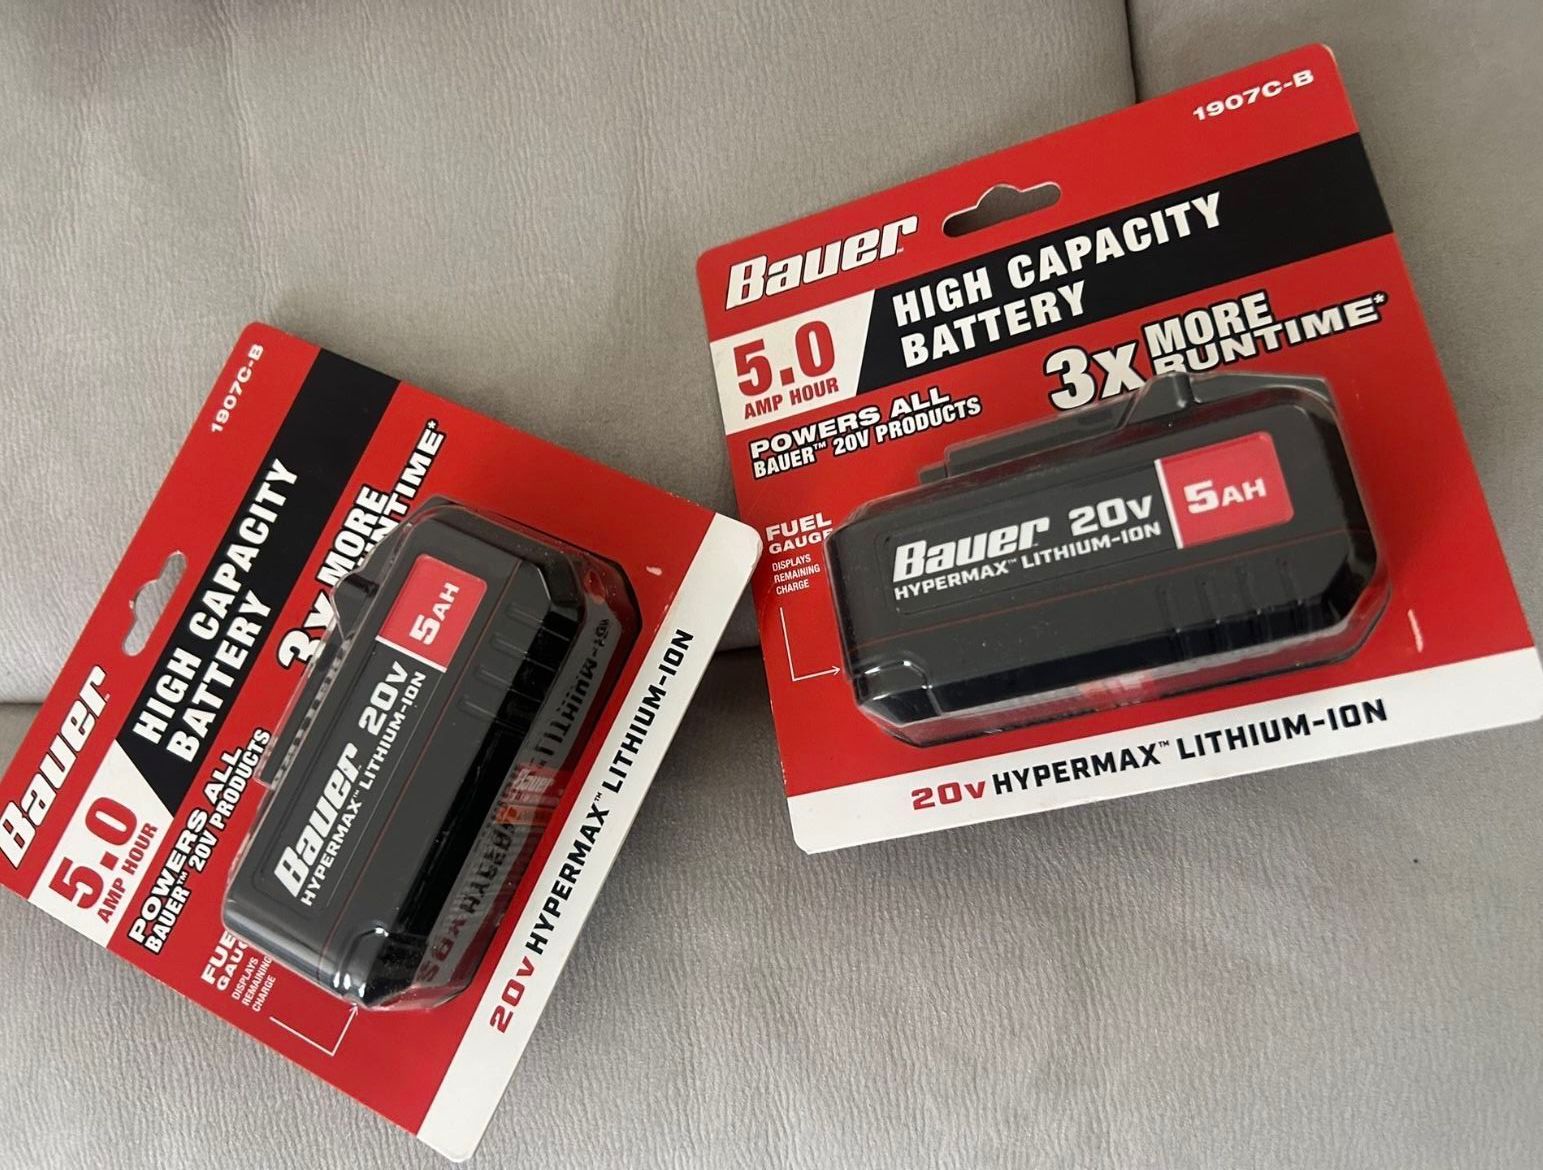 1907C-B
Bauer
HIGH CAPACITY
BATTERY
5.0
AMP HOUR
3x MORE
RUNTIME*
POWERS ALL
BAUER™ 20V PRODUCTS
FUEL
GAUGE
DISPLAYS
REMAINING
CHARGE
Bauer 20v
HYPERMAX™ LITHIUM-ION
5AH
20v HYPERMAX™ LITHIUM-ION
1907C-B
Bauer
HIGH CAPACITY
BATTERY
5.0
AMP HOUR
3x MORE
POWERS ALL
BAUER™ 20V PRODUCTS
DISPLAYS
REMAINING
CHARGE
Bauer 20v
HYPERMAX™ LITHIUM-ION
5AH
20v HYPERMAX™ LITHIUM-ION